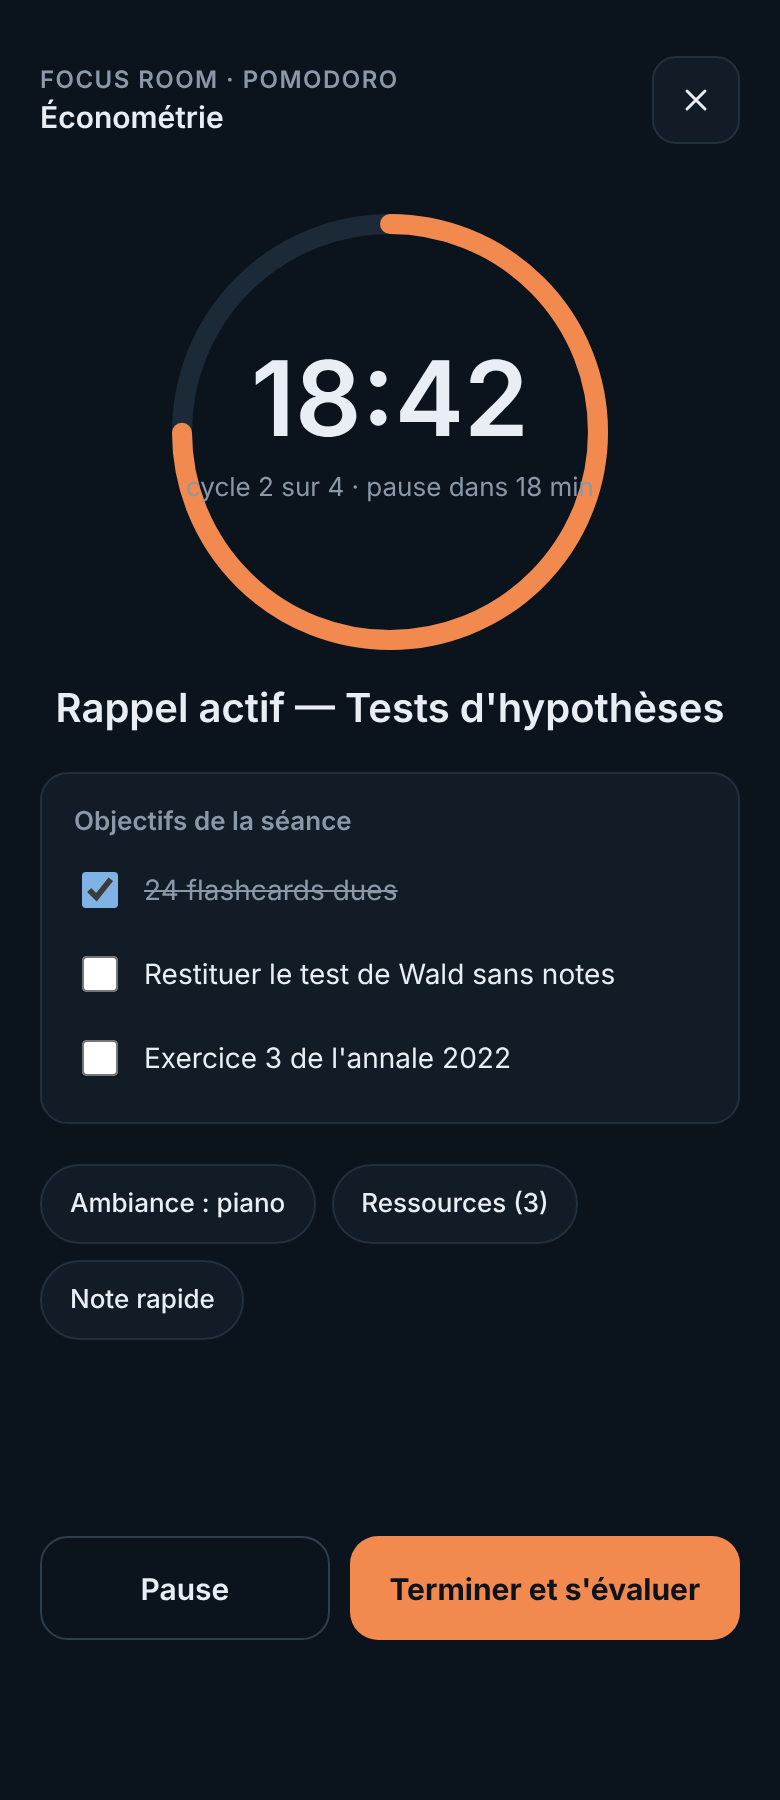 FOCUS ROOM · POMODORO
Économétrie
18:42
cycle 2 sur 4 · pause dans 18 min
Rappel actif — Tests d'hypothèses
Objectifs de la séance
24 flashcards dues
Restituer le test de Wald sans notes
Exercice 3 de l'annale 2022
Ambiance : piano
Ressources (3)
Note rapide
Pause
Terminer et s'évaluer